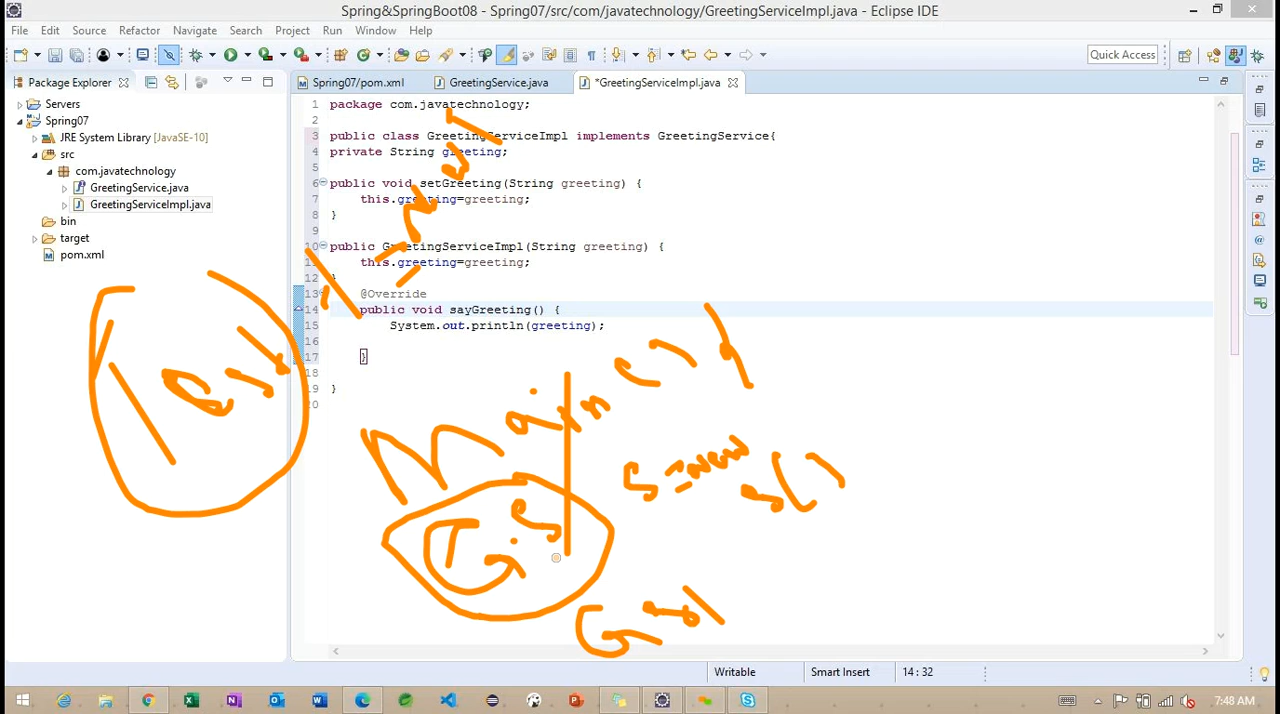 Spring&SpringBoot08 - Spring07/src/com/javatechnology/GreetingServiceImpl.java - Eclipse IDE
File Edit Source Refactor Navigate Search Project Run Window Help
Quick Access
Package Explorer
Spring07/pom.xml
GreetingService.java
*GreetingServiceImpl.java
Servers
Spring07
JRE System Library [JavaSE-10]
src
com.javatechnology
GreetingService.java
GreetingServiceImpl.java
bin
target
pom.xml
1 package com.javatechnology;
2
3 public class GreetingServiceImpl implements GreetingService{
4 private String greeting;
5
6 public void setGreeting(String greeting) {
7 this.greeting=greeting;
8 }
9
10 public GreetingServiceImpl(String greeting) {
11 this.greeting=greeting;
12 }
13 @Override
14 public void sayGreeting() {
15 System.out.println(greeting);
16
17 }
18
19 }
20
Writable
Smart Insert
14 : 32
7:48 AM